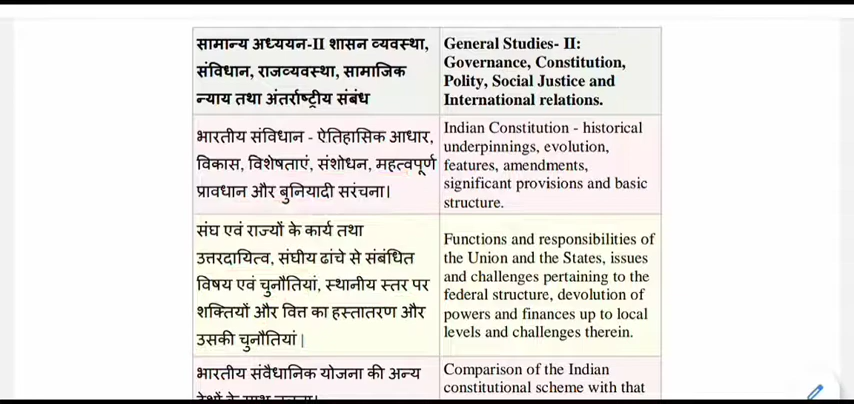 सामान्य अध्ययन-II शासन व्यवस्था,
संविधान, राजव्यवस्था, सामाजिक
न्याय तथा अंतर्राष्ट्रीय संबंध
General Studies- II:
Governance, Constitution,
Polity, Social Justice and
International relations.
भारतीय संविधान - ऐतिहासिक आधार,
विकास, विशेषताएं, संशोधन, महत्वपूर्ण
प्रावधान और बुनियादी सरंचना।
Indian Constitution - historical
underpinnings, evolution,
features, amendments,
significant provisions and basic
structure.
संघ एवं राज्यों के कार्य तथा
उत्तरदायित्व, संघीय ढांचे से संबंधित
विषय एवं चुनौतियां, स्थानीय स्तर पर
शक्तियों और वित्त का हस्तातरण और
उसकी चुनौतियां |
Functions and responsibilities of
the Union and the States, issues
and challenges pertaining to the
federal structure, devolution of
powers and finances up to local
levels and challenges therein.
भारतीय संवैधानिक योजना की अन्य
Comparison of the Indian
constitutional scheme with that